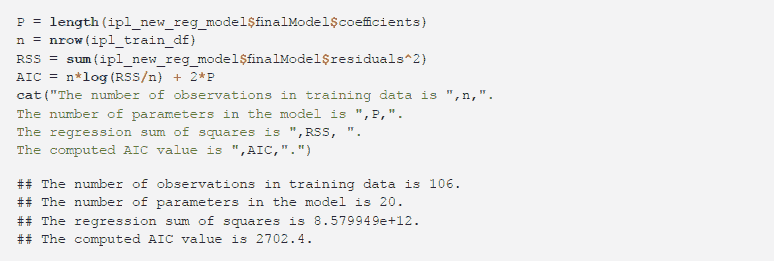 P = length(ipl_new_reg_model$finalModel$coefficients)
n = nrow(ipl_train_df)
RSS = sum(ipl_new_reg_model$finalModel$residuals^2)
AIC = n*log(RSS/n) + 2*P
cat("The number of observations in training data is ",n,".
The number of parameters in the model is ",P,".
The regression sum of squares is ",RSS, ".
The computed AIC value is ",AIC,".")
## The number of observations in training data is 106.
## The number of parameters in the model is 20.
## The regression sum of squares is 8.579949e+12.
## The computed AIC value is 2702.4.